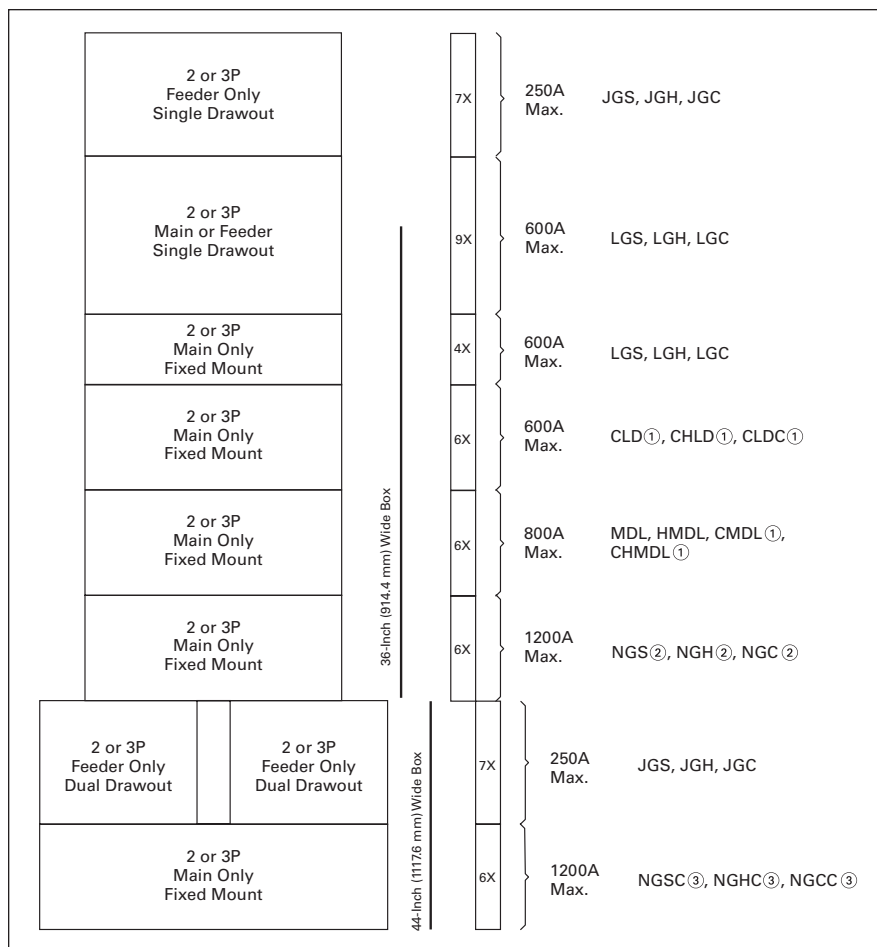 2 or 3P
Feeder Only
Single Drawout
7X
250A
Max.
JGS, JGH, JGC
2 or 3P
Main or Feeder
Single Drawout
9X
600A
Max.
LGS, LGH, LGC
2 or 3P
Main Only
Fixed Mount
4X
600A
Max.
LGS, LGH, LGC
2 or 3P
Main Only
Fixed Mount
6X
600A
Max.
CLD①, CHLD①, CLDC①
2 or 3P
Main Only
Fixed Mount
6X
800A
Max.
MDL, HMDL, CMDL①,
CHMDL①
2 or 3P
Main Only
Fixed Mount
6X
1200A
Max.
NGS②, NGH②, NGC②
36-Inch (914.4 mm) Wide Box
2 or 3P
Feeder Only
Dual Drawout
2 or 3P
Feeder Only
Dual Drawout
7X
250A
Max.
JGS, JGH, JGC
2 or 3P
Main Only
Fixed Mount
6X
1200A
Max.
NGSC③, NGHC③, NGCC③
44-Inch (1117.6 mm) Wide Box